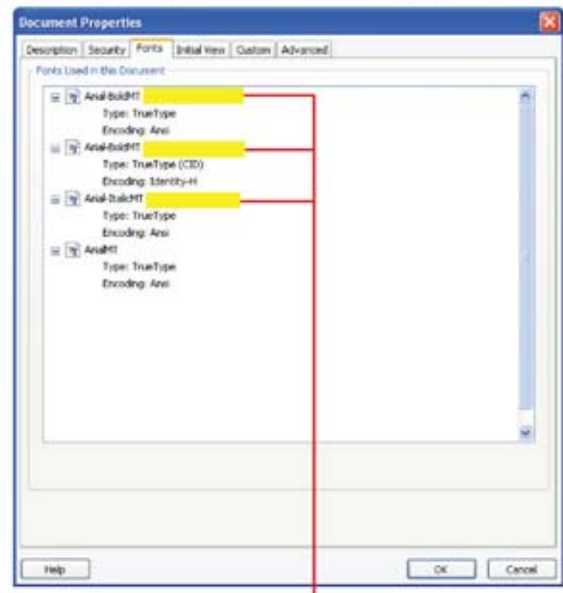 Document Properties
Description Security Fonts Initial View Custom Advanced
Fonts Used in this Document
Arial-BoldMT
Type: TrueType
Encoding: Ansi
Arial-BoldMT
Type: TrueType (CID)
Encoding: Identity-H
Arial-ItalicMT
Type: TrueType
Encoding: Ansi
ArialMT
Type: TrueType
Encoding: Ansi
Help OK Cancel